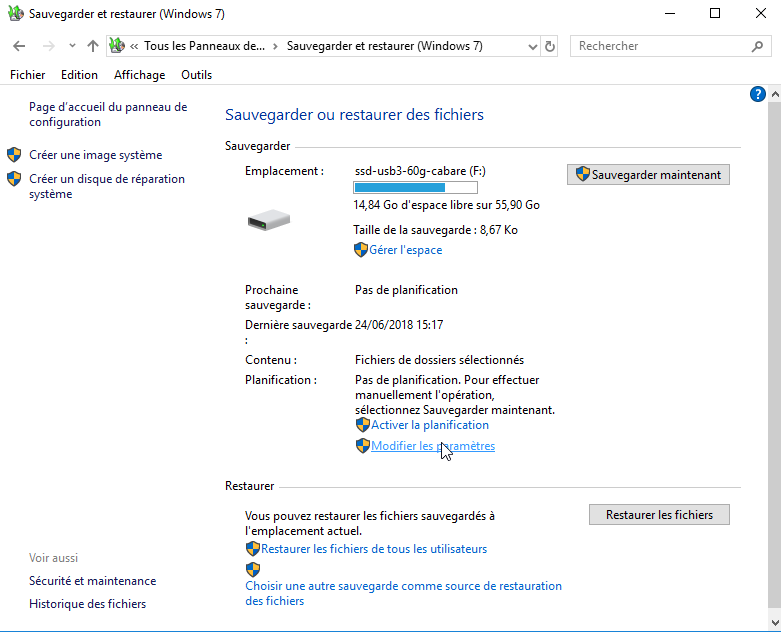 Sauvegarder et restaurer (Windows 7)
« Tous les Panneaux de... > Sauvegarder et restaurer (Windows 7)
Rechercher
Fichier Edition Affichage Outils
?
Page d'accueil du panneau de
configuration
Créer une image système
Créer un disque de réparation
système
Sauvegarder ou restaurer des fichiers
Sauvegarder
Emplacement :
ssd-usb3-60g-cabare (F:)
Sauvegarder maintenant
14,84 Go d'espace libre sur 55,90 Go
Taille de la sauvegarde : 8,67 Ko
Gérer l'espace
Prochaine
sauvegarde :
Pas de planification
Dernière sauvegarde
:
24/06/2018 15:17
Contenu :
Fichiers de dossiers sélectionnés
Planification :
Pas de planification. Pour effectuer
manuellement l'opération,
sélectionnez Sauvegarder maintenant.
Activer la planification
Modifier les paramètres
Restaurer
Vous pouvez restaurer les fichiers sauvegardés à
l'emplacement actuel.
Restaurer les fichiers
Restaurer les fichiers de tous les utilisateurs
Choisir une autre sauvegarde comme source de restauration
des fichiers
Voir aussi
Sécurité et maintenance
Historique des fichiers